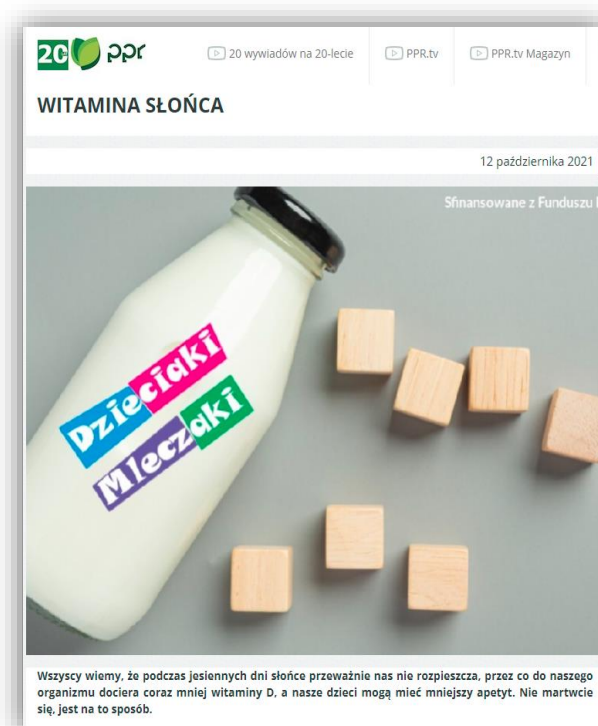 20 ppr
20 wywiadów na 20-lecie
PPR.tv
PPR.tv Magazyn
WITAMINA SŁOŃCA
12 października 2021
Sfinansowane z Funduszu
Dzieciaki
Mleczaki
Wszyscy wiemy, że podczas jesiennych dni słońce przeważnie nas nie rozpieszcza, przez co do naszego
organizmu dociera coraz mniej witaminy D, a nasze dzieci mogą mieć mniejszy apetyt. Nie martwcie
się, jest na to sposób.